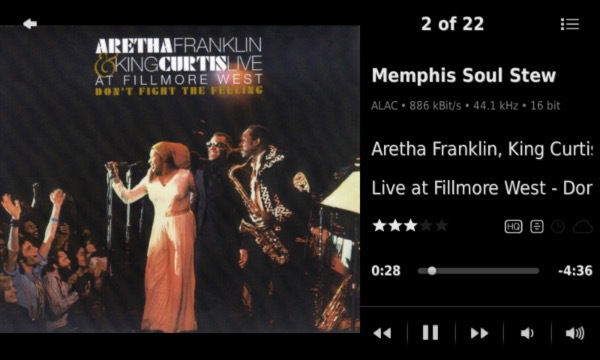 2 of 22
ARETHA FRANKLIN
& KING CURTIS LIVE
AT FILLMORE WEST
DON'T FIGHT THE FEELING
Memphis Soul Stew
ALAC • 886 kBit/s • 44.1 kHz • 16 bit
Aretha Franklin, King Curtis
Live at Fillmore West - Don
HQ
0:28
-4:36